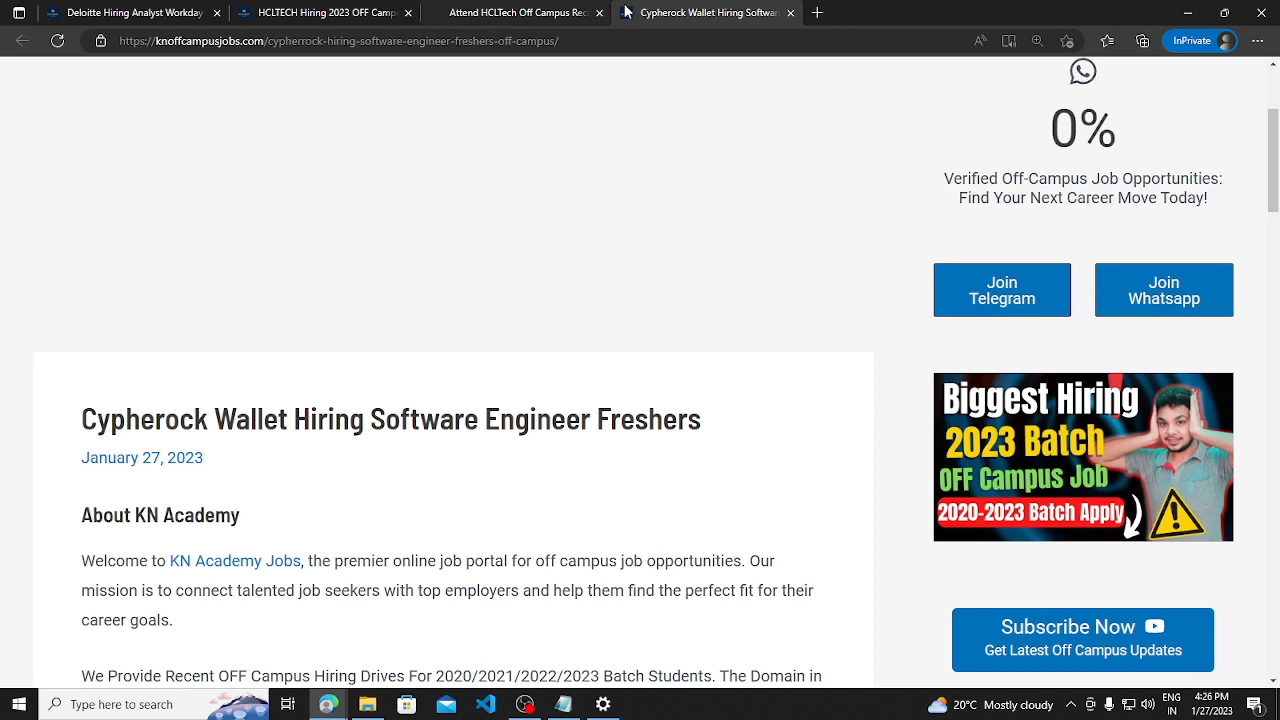 Deloitte Hiring Analyst Workday
HCLTECH Hiring 2023 OFF Camp
Attend HCLTech Off Campus Rec
Cypherock Wallet Hiring Softwar
https://knoffcampusjobs.com/cypherrock-hiring-software-engineer-freshers-off-campus/
InPrivate
0%
Verified Off-Campus Job Opportunities:
Find Your Next Career Move Today!
Join
Telegram
Join
Whatsapp
Cypherock Wallet Hiring Software Engineer Freshers
January 27, 2023
About KN Academy
Welcome to KN Academy Jobs, the premier online job portal for off campus job opportunities. Our
mission is to connect talented job seekers with top employers and help them find the perfect fit for their
career goals.
We Provide Recent OFF Campus Hiring Drives For 2020/2021/2022/2023 Batch Students. The Domain in
Biggest Hiring
2023 Batch
OFF Campus Job
2020-2023 Batch Apply
Subscribe Now
Get Latest Off Campus Updates
Type here to search
20°C Mostly cloudy
ENG
IN
4:26 PM
1/27/2023
1